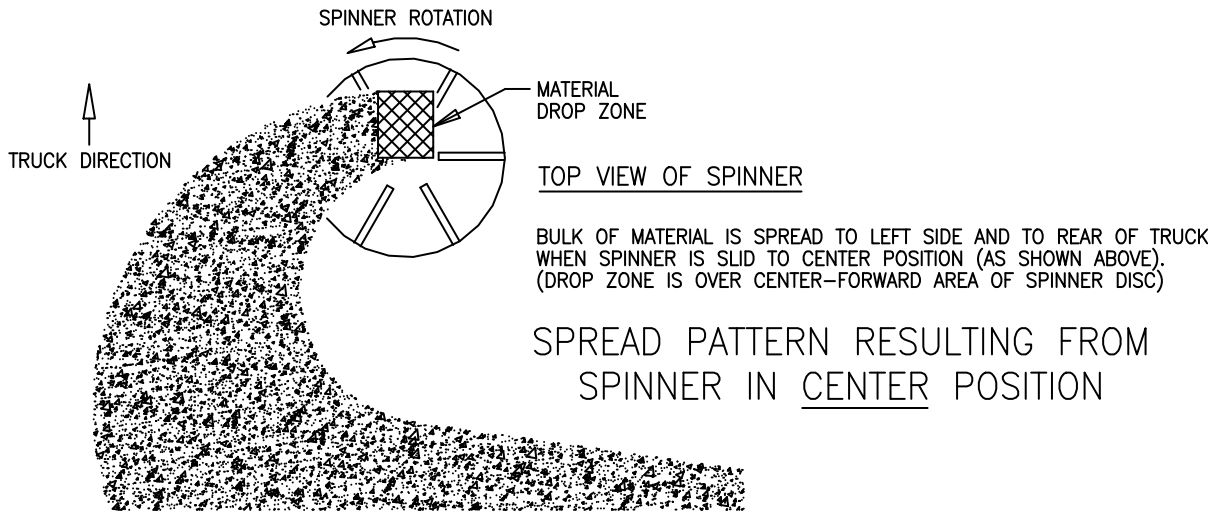 SPINNER ROTATION
MATERIAL
DROP ZONE
TRUCK DIRECTION
TOP VIEW OF SPINNER
BULK OF MATERIAL IS SPREAD TO LEFT SIDE AND TO REAR OF TRUCK
WHEN SPINNER IS SLID TO CENTER POSITION (AS SHOWN ABOVE).
(DROP ZONE IS OVER CENTER-FORWARD AREA OF SPINNER DISC)
SPREAD PATTERN RESULTING FROM
SPINNER IN CENTER POSITION